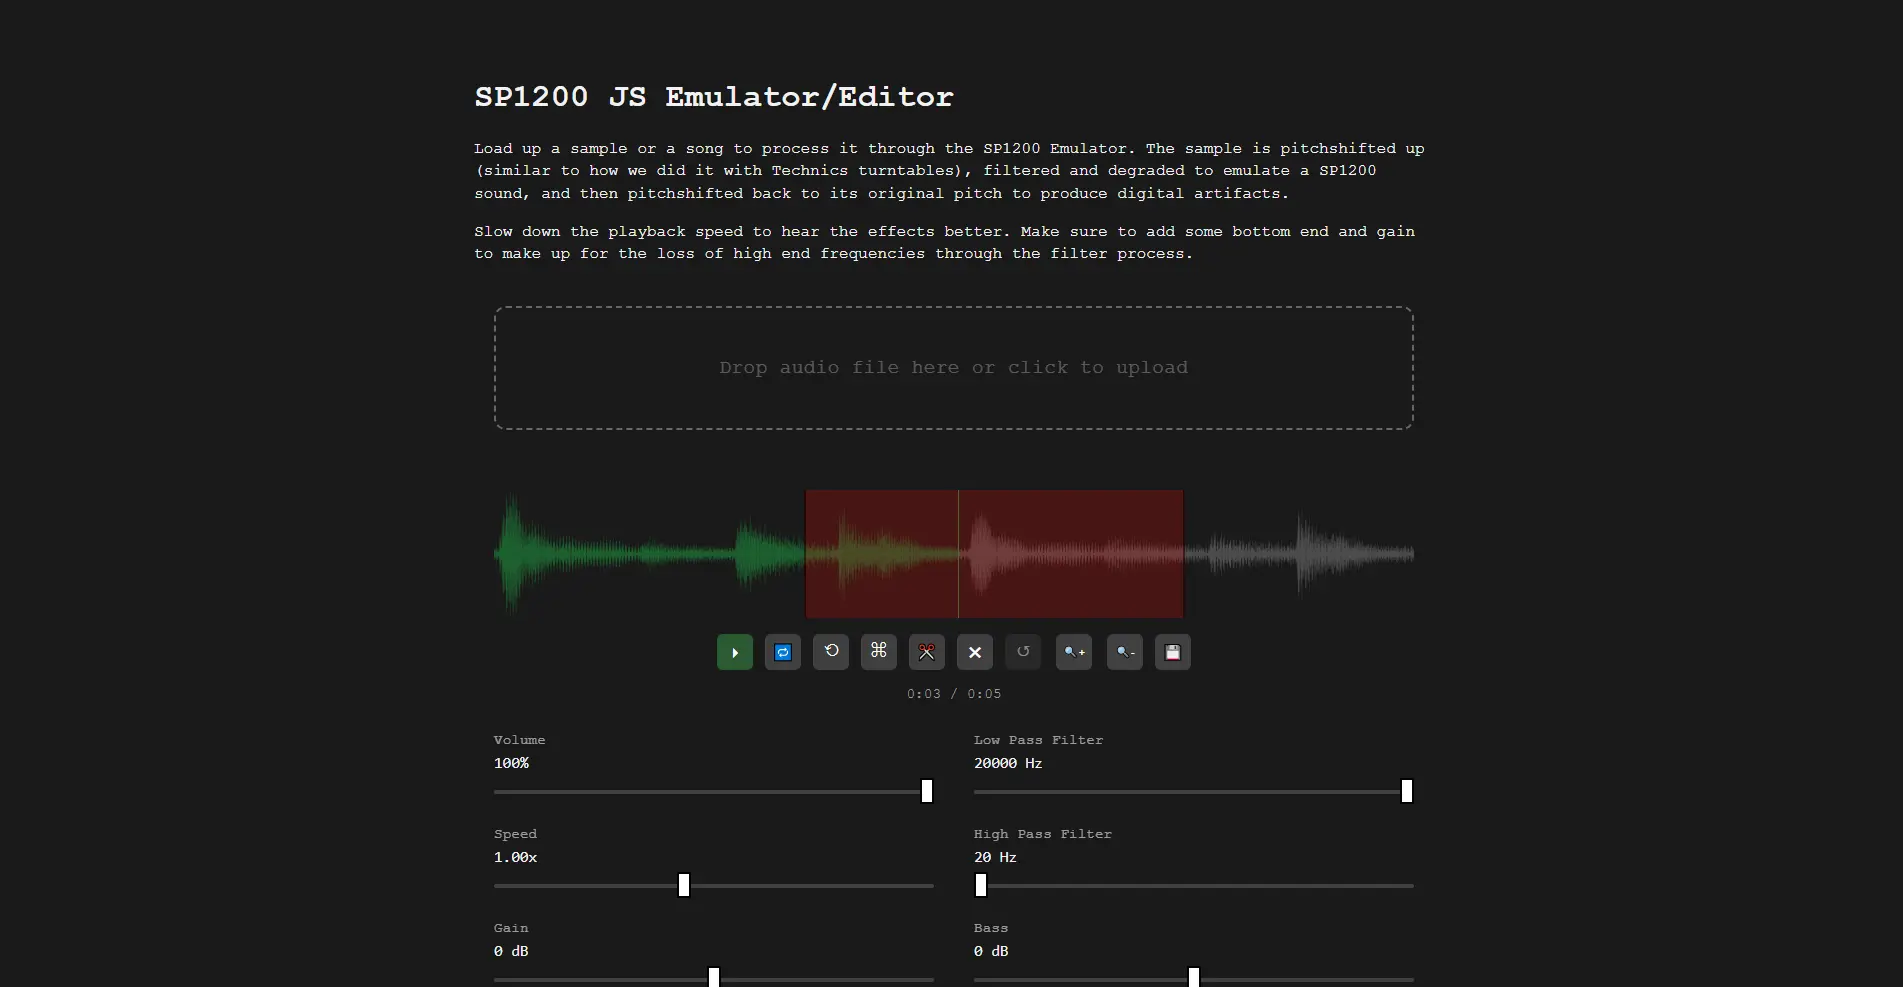 SP1200 JS Emulator/Editor
Load up a sample or a song to process it through the SP1200 Emulator. The sample is pitchshifted up
(similar to how we did it with Technics turntables), filtered and degraded to emulate a SP1200
sound, and then pitchshifted back to its original pitch to produce digital artifacts.
Slow down the playback speed to hear the effects better. Make sure to add some bottom end and gain
to make up for the loss of high end frequencies through the filter process.
Drop audio file here or click to upload
0:03 / 0:05
Volume
100%
Low Pass Filter
20000 Hz
Speed
1.00x
High Pass Filter
20 Hz
Gain
0 dB
Bass
0 dB